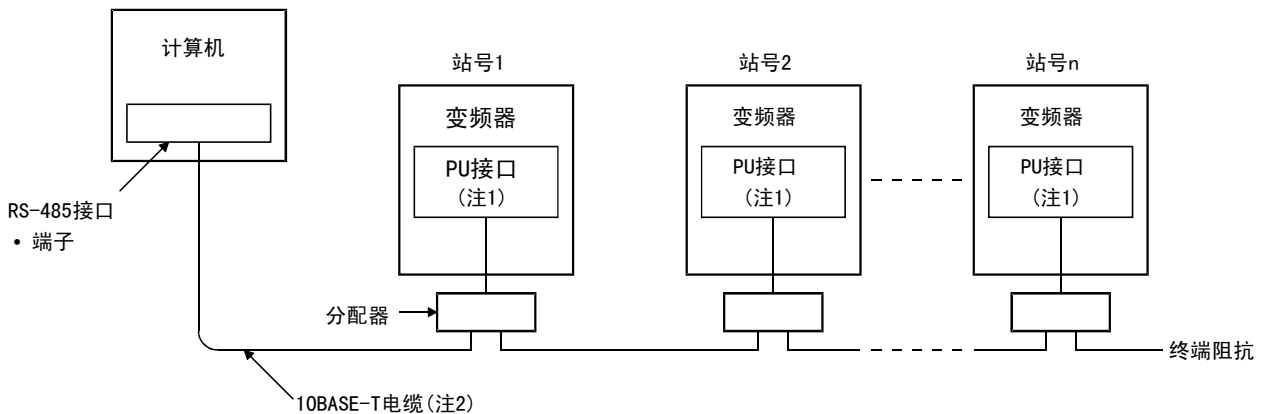 计算机
站号1
站号2
站号n
变频器
变频器
变频器
PU接口
(注1)
PU接口
(注1)
PU接口
(注1)
RS-485接口
• 端子
分配器
终端阻抗
10BASE-T电缆(注2)